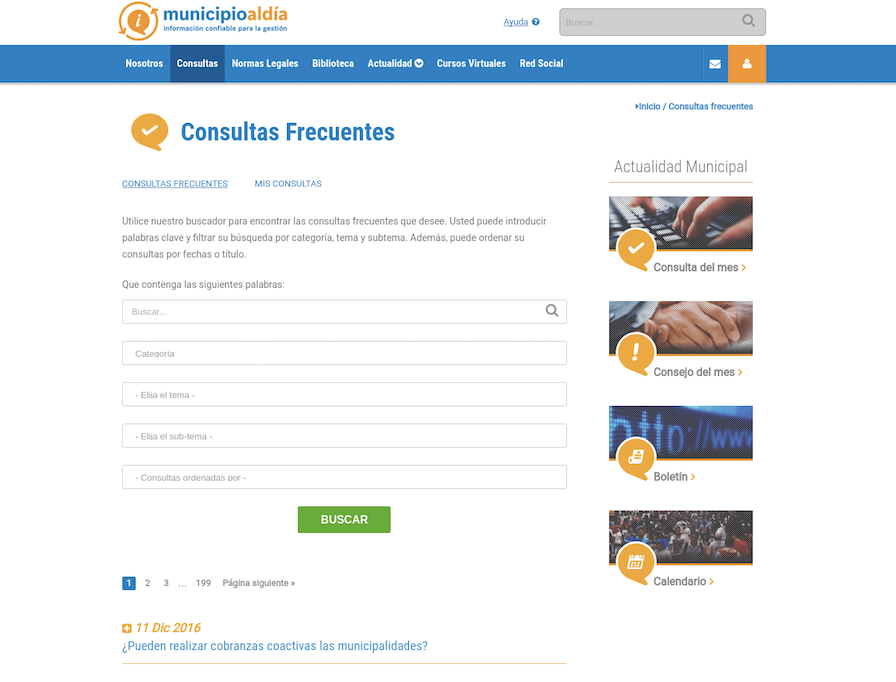 municipioaldía
información confiable para la gestión
Ayuda
Buscar...
Nosotros Consultas Normas Legales Biblioteca Actualidad Cursos Virtuales Red Social
Inicio / Consultas frecuentes
Consultas Frecuentes
CONSULTAS FRECUENTES MIS CONSULTAS
Utilice nuestro buscador para encontrar las consultas frecuentes que desee. Usted puede introducir
palabras clave y filtrar su búsqueda por categoría, tema y subtema. Además, puede ordenar su
consultas por fechas o título.
Que contenga las siguientes palabras:
Buscar...
Categoría
- Elija el tema -
- Elija el sub-tema -
- Consultas ordenadas por -
BUSCAR
1 2 3 ... 199 Página siguiente »
11 Dic 2016
¿Pueden realizar cobranzas coactivas las municipalidades?
Actualidad Municipal
Consulta del mes
Consejo del mes
http://www
Boletín
Calendario